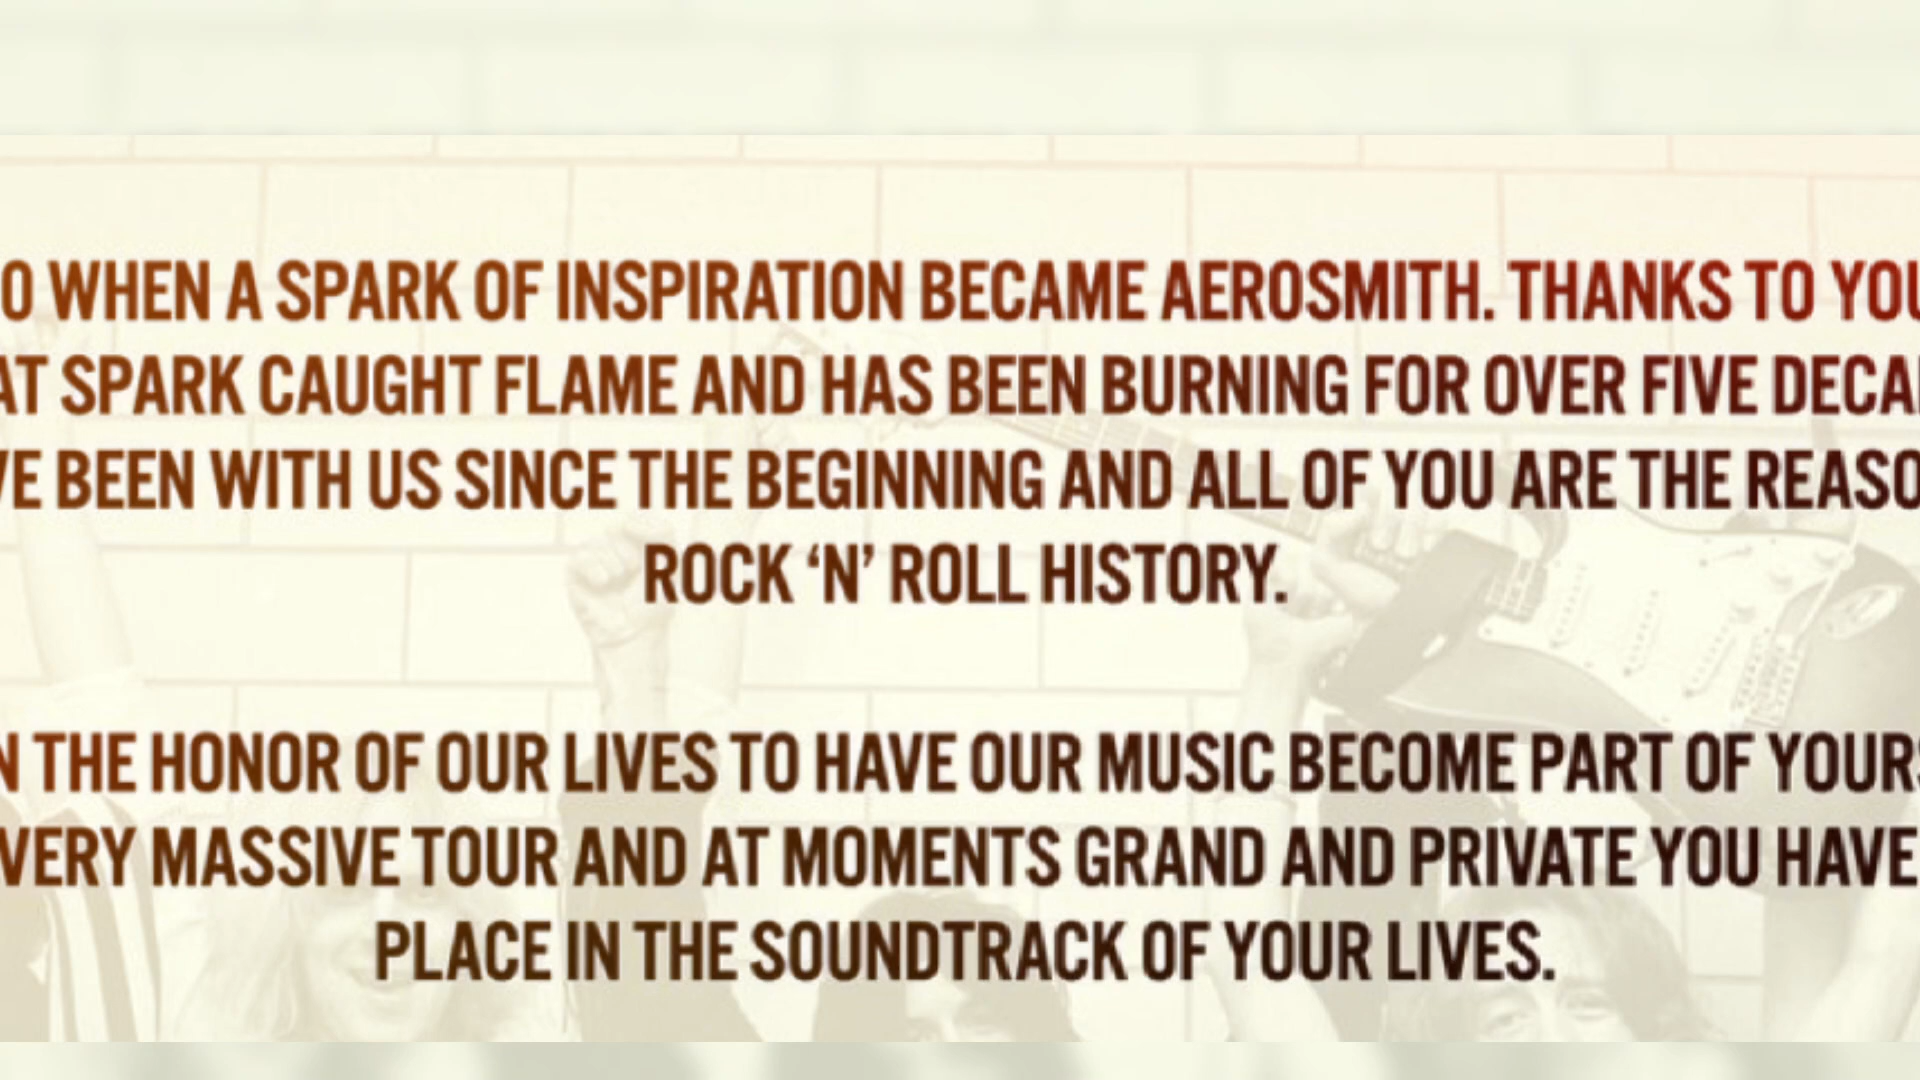 O WHEN A SPARK OF INSPIRATION BECAME AEROSMITH. THANKS TO YOU
AT SPARK CAUGHT FLAME AND HAS BEEN BURNING FOR OVER FIVE DECA
VE BEEN WITH US SINCE THE BEGINNING AND ALL OF YOU ARE THE REASO
ROCK ‘N’ ROLL HISTORY.
N THE HONOR OF OUR LIVES TO HAVE OUR MUSIC BECOME PART OF YOURS
VERY MASSIVE TOUR AND AT MOMENTS GRAND AND PRIVATE YOU HAVE
PLACE IN THE SOUNDTRACK OF YOUR LIVES.